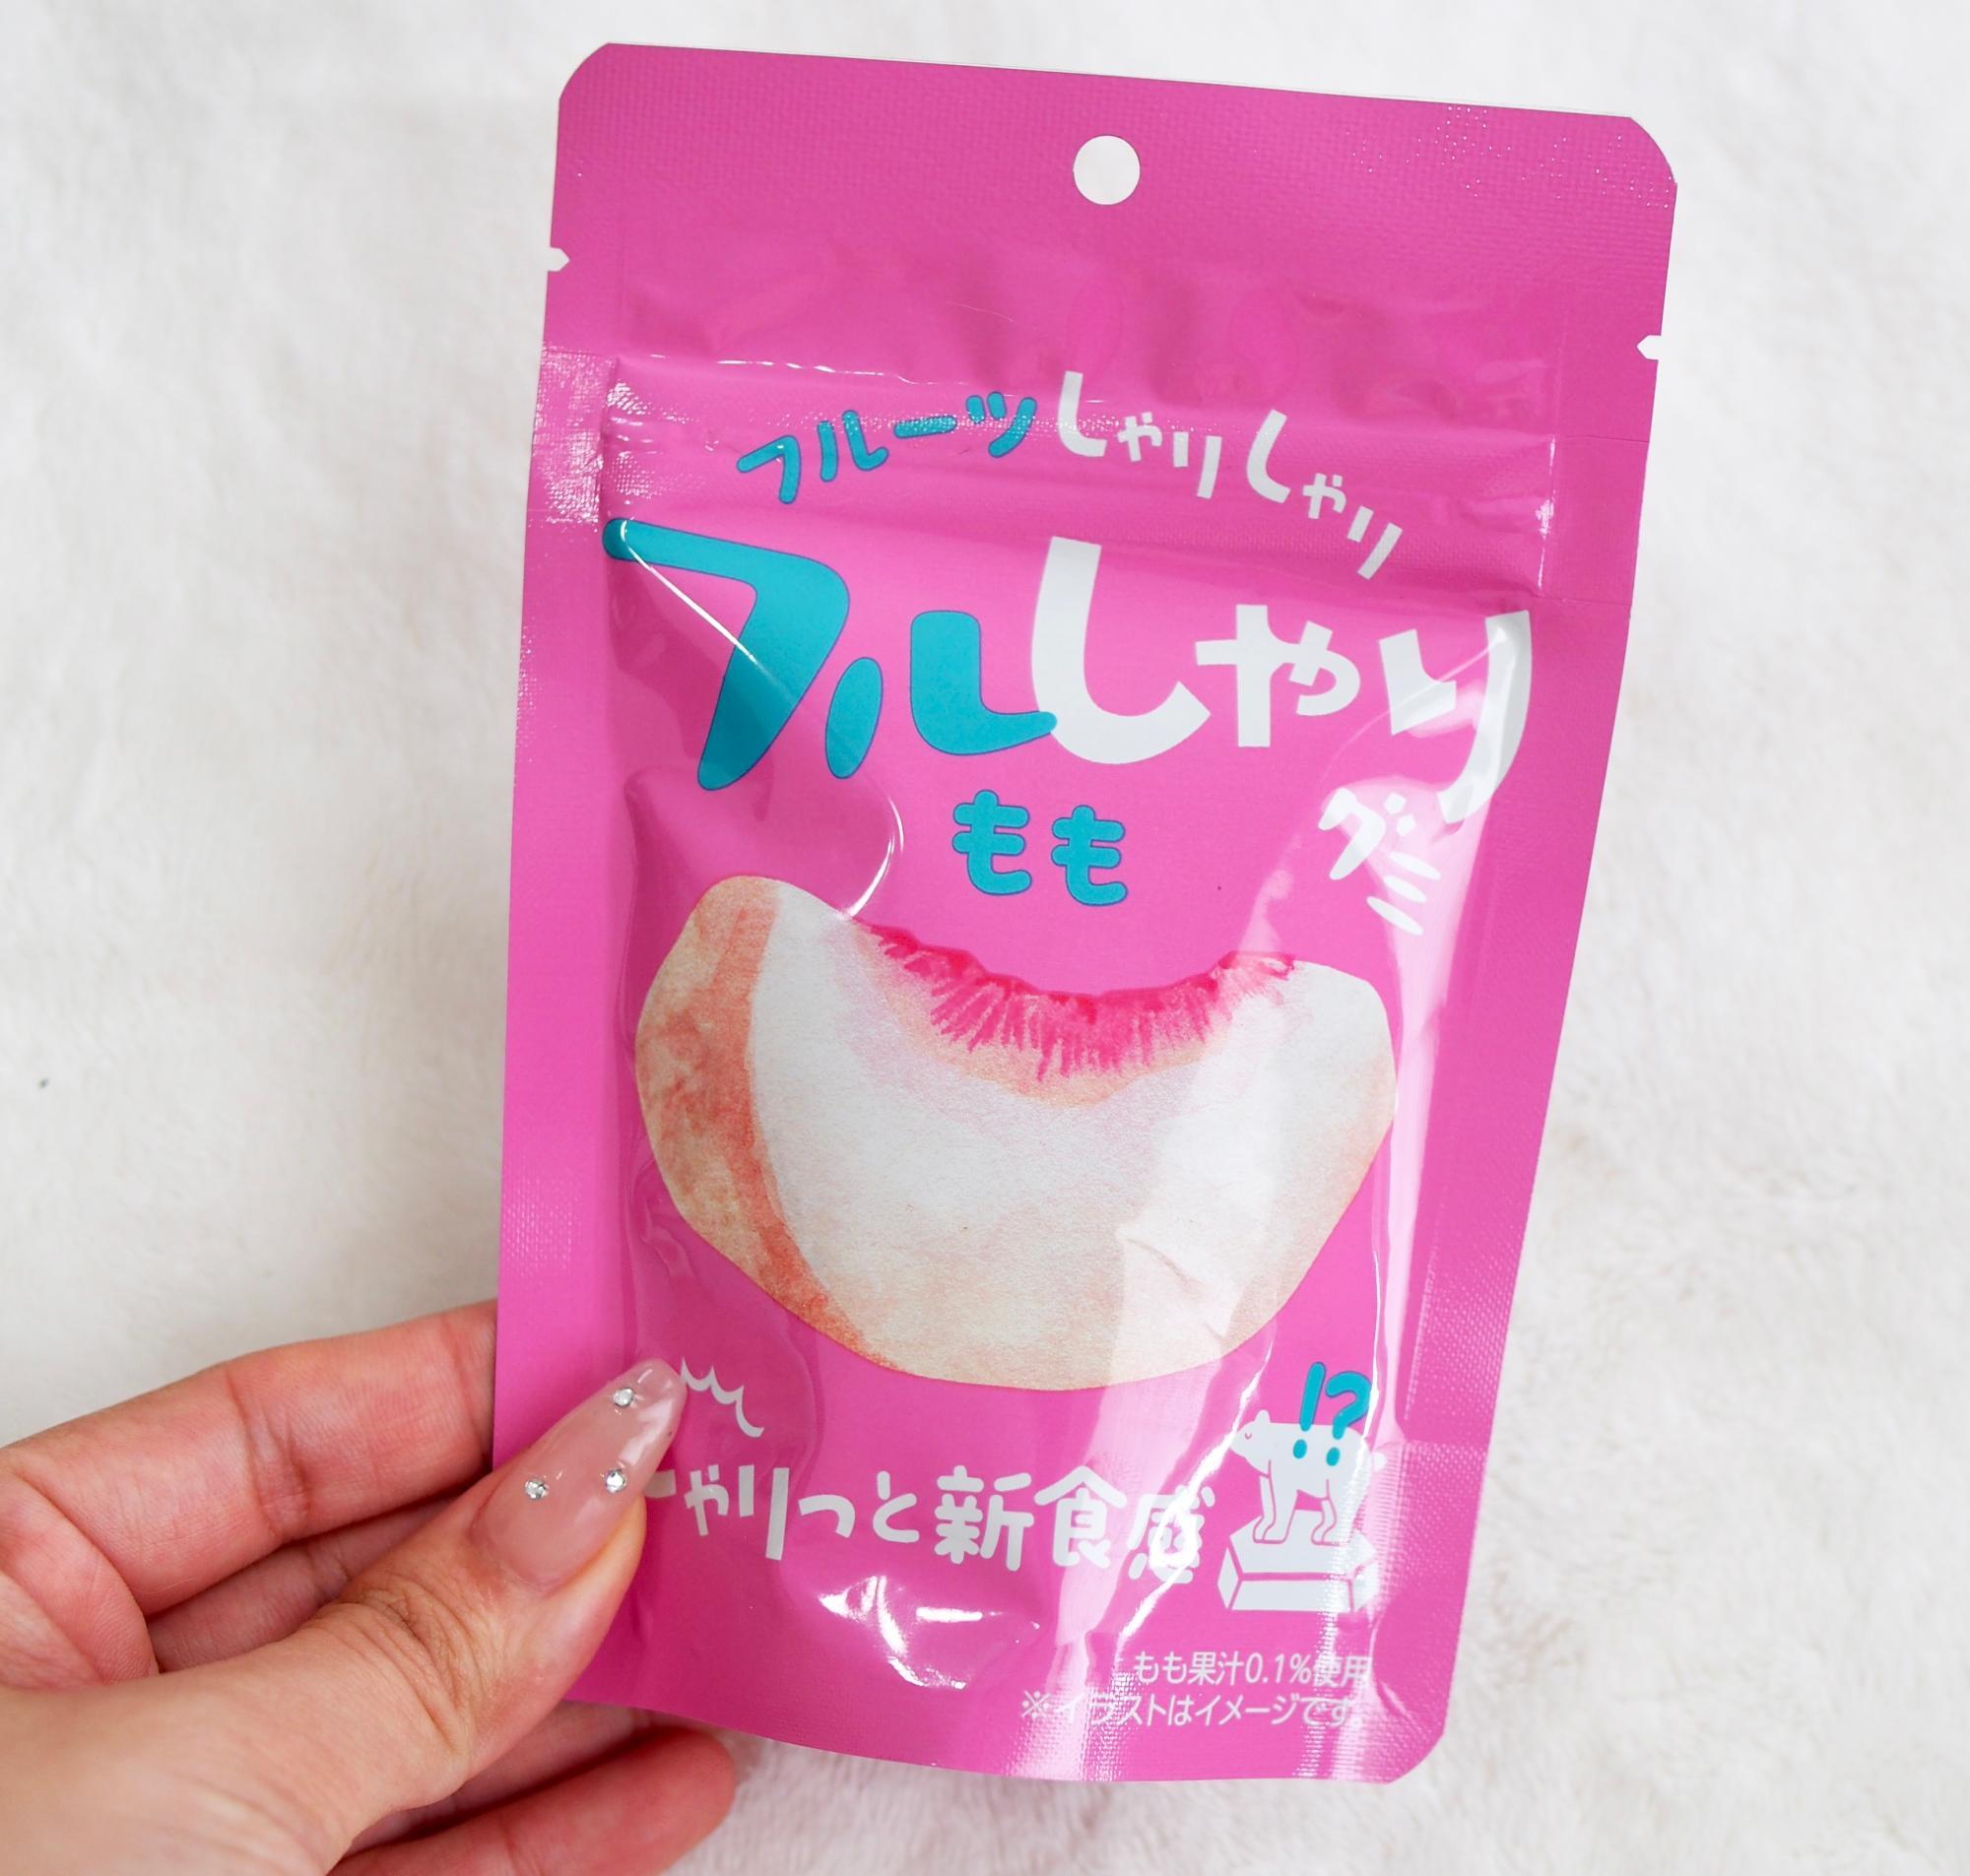 フルーツしゃりしゃり
フルしゃり
グミ
もも
!?
ゃりっと新食感
もも果汁0.1%使用
※イラストはイメージです。